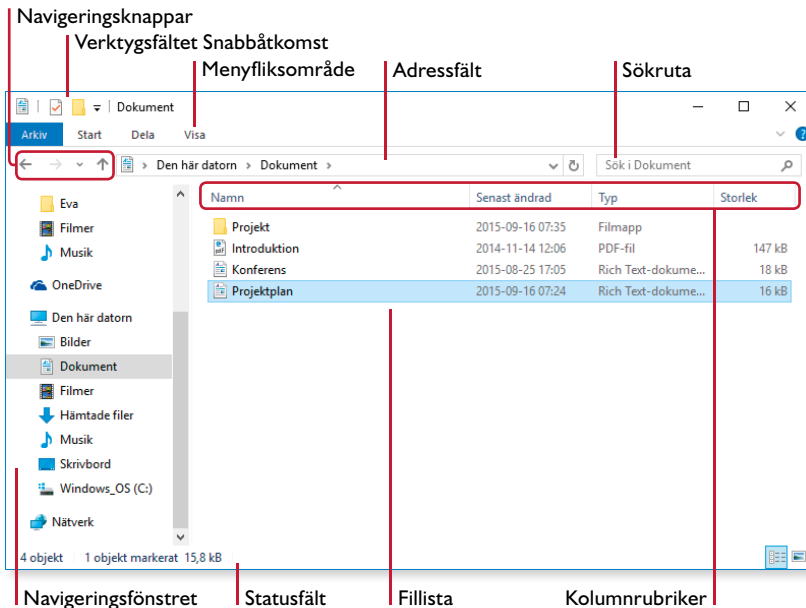 Navigeringsknappar
Verktygsfältet Snabbåtkomst
Menyfliksområde
Adressfält
Sökruta
Dokument
Arkiv Start Dela Visa
Den här datorn > Dokument >
Sök i Dokument
Namn Senast ändrad Typ Storlek
Eva
Filmer
Musik
OneDrive
Den här datorn
Bilder
Dokument
Filmer
Hämtade filer
Musik
Skrivbord
Windows_OS (C:)
Nätverk
Projekt 2015-09-16 07:35 Filmapp
Introduktion 2014-11-14 12:06 PDF-fil 147 kB
Konferens 2015-08-25 17:05 Rich Text-dokume... 18 kB
Projektplan 2015-09-16 07:24 Rich Text-dokume... 16 kB
4 objekt 1 objekt markerat 15,8 kB
Navigeringsfönstret
Statusfält
Fillista
Kolumnrubriker